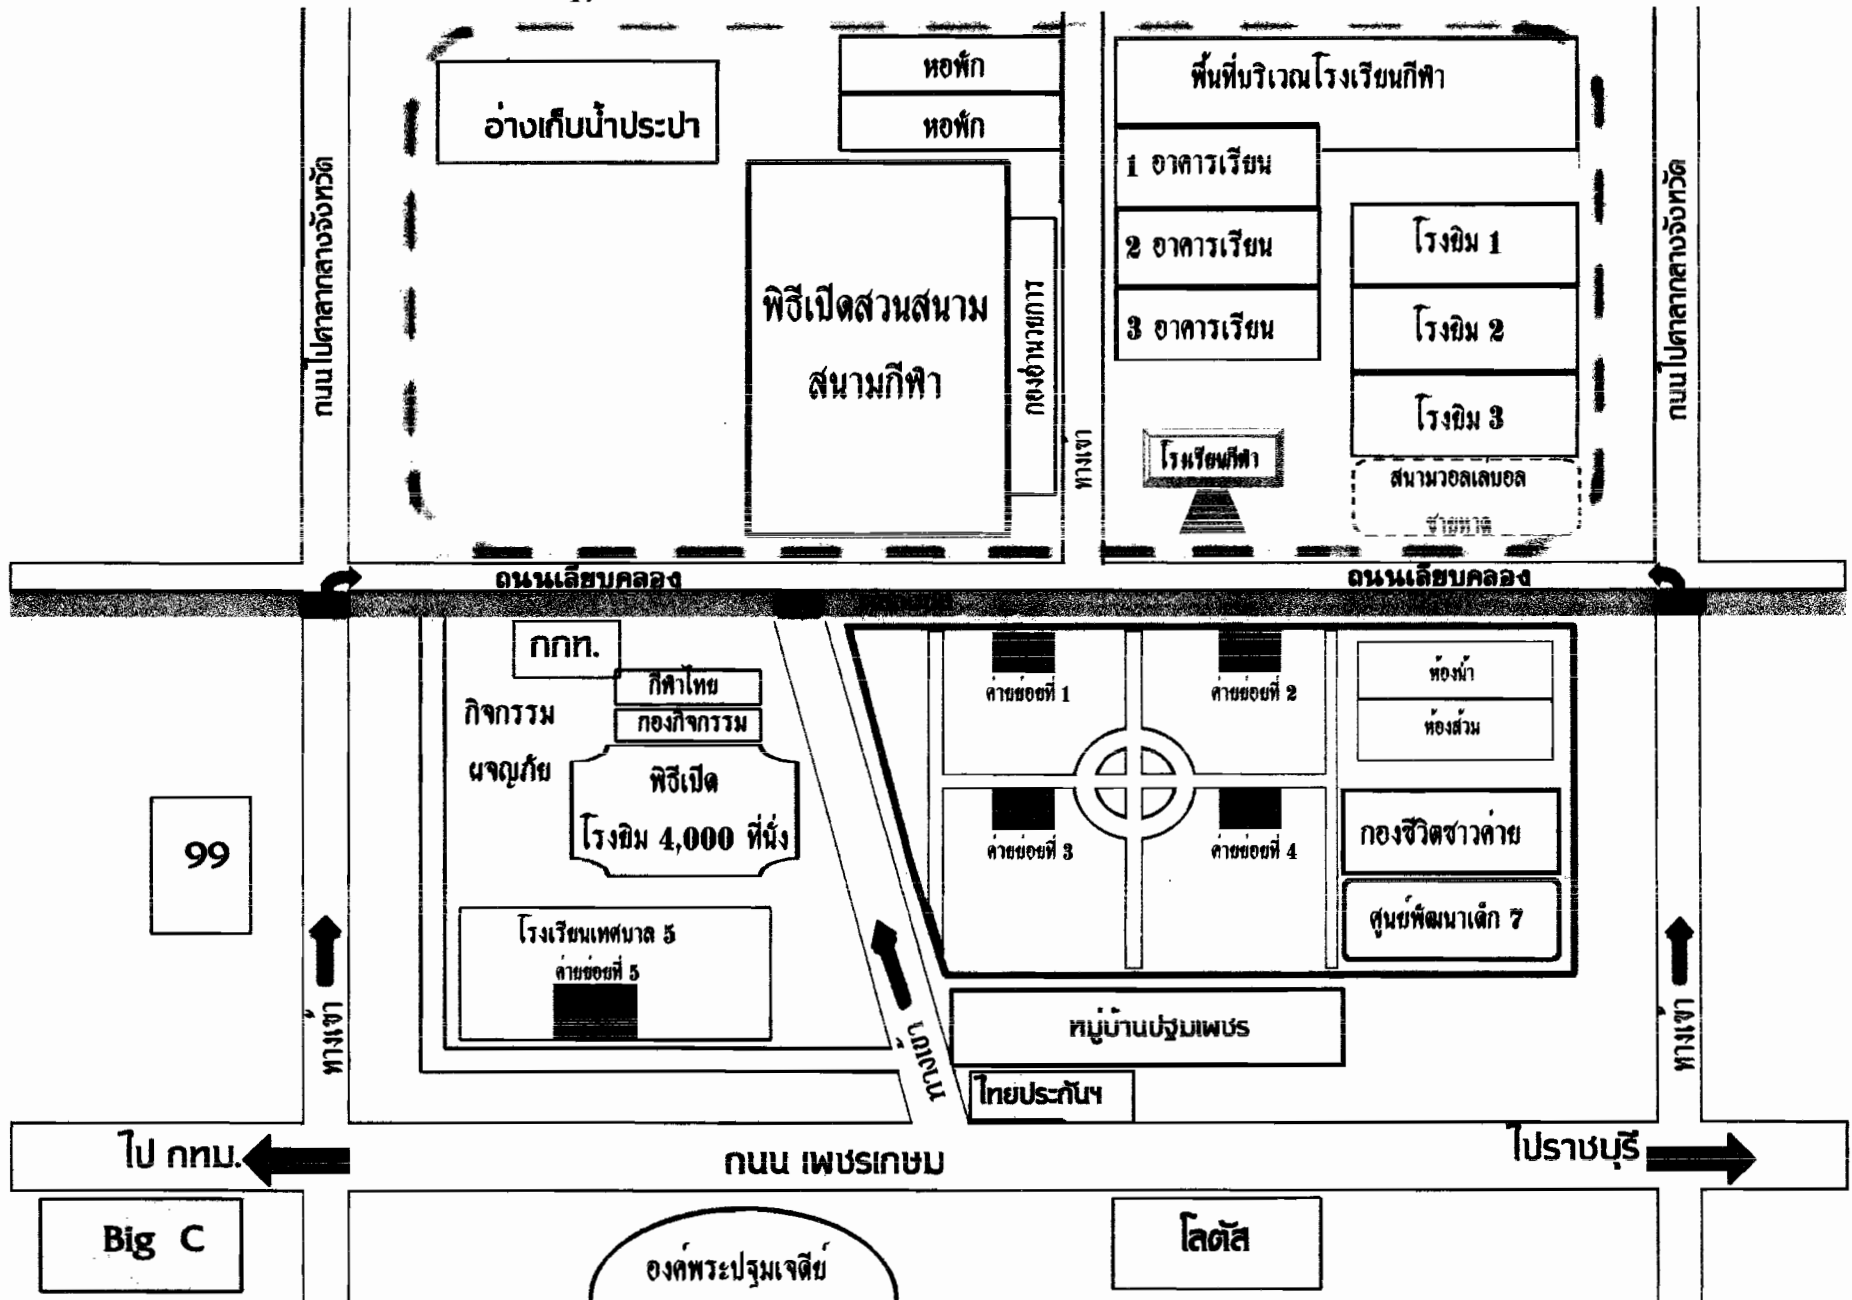 หอพัก
หอพัก
อ่างเก็บน้ำประปา
พื้นที่บริเวณโรงเรียนกีฬา
1 อาคารเรียน
2 อาคารเรียน
3 อาคารเรียน
โรงยิม 1
โรงยิม 2
โรงยิม 3
ถนนไปศาลากลางจังหวัด
พิธีเปิดสวนสนาม
สนามกีฬา
กองอำนวยการ
ทางเข้า
โรงเรียนกีฬา
สนามวอลเลบอล
ชายหาด
ถนนไปศาลากลางจังหวัด
ถนนเลียบคลอง
ถนนเลียบคลอง
กกท.
กีฬาไทย
กองกิจกรรม
กิจกรรม
ผจญภัย
พิธีเปิด
โรงยิม 4,000 ที่นั่ง
ค่ายย่อยที่ 1
ค่ายย่อยที่ 2
ห้องน้ำ
ห้องส้วม
ค่ายย่อยที่ 3
ค่ายย่อยที่ 4
กองชีวิตชาวค่าย
ศูนย์พัฒนาเด็ก 7
99
โรงเรียนเทศบาล 5
ค่ายย่อยที่ 5
ทางเข้า
ทางเข้า
ทางเข้า
หมู่บ้านปฐมเพชร
ไทยประกันฯ
ไป กทม.
ถนน เพชรเกษม
ไปราชบุรี
Big C
องค์พระปฐมเจดีย์
โลตัส